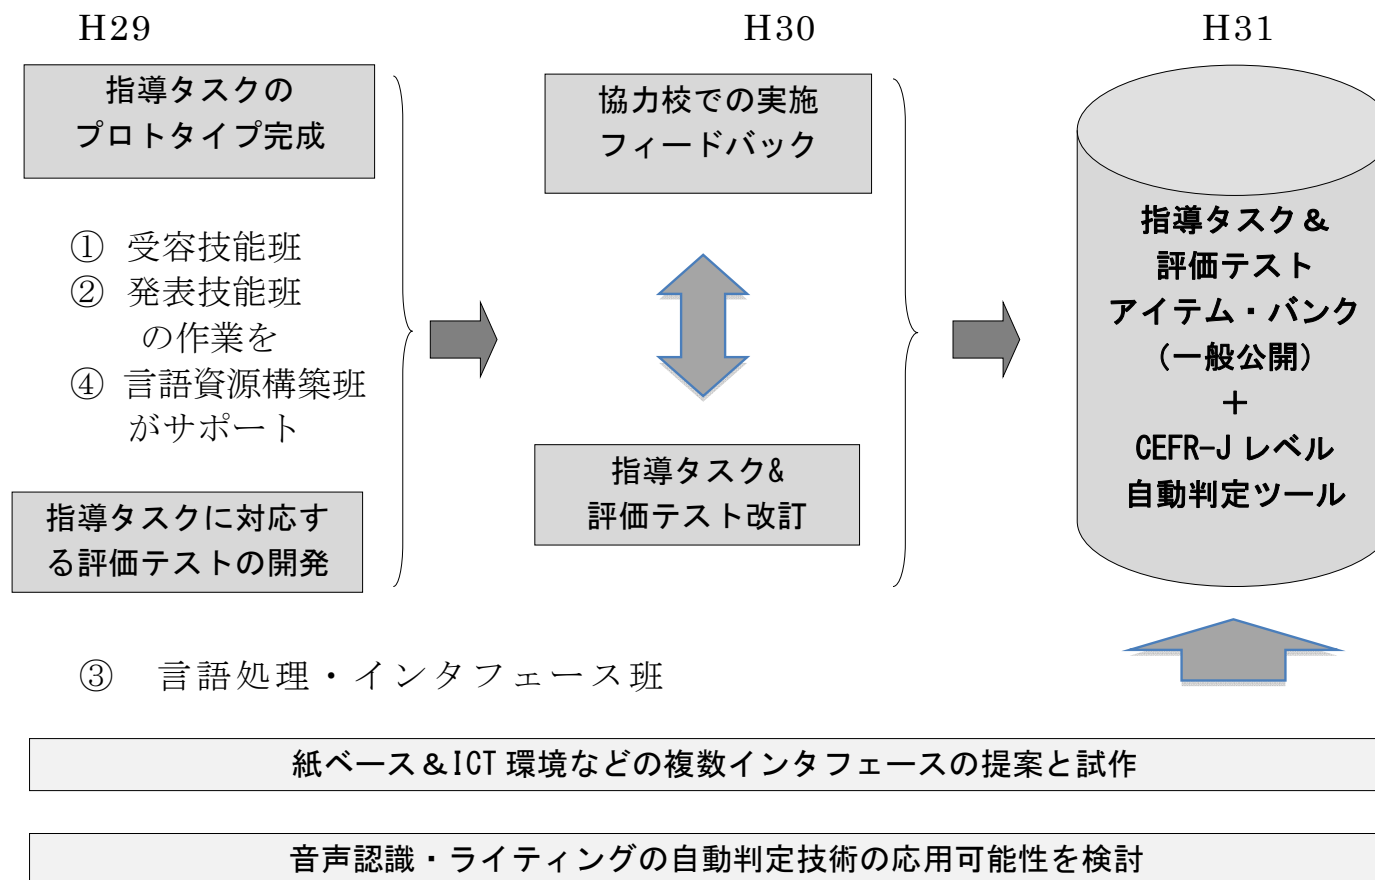 H29
H30
H31
指導タスクの
プロトタイプ完成
① 受容技能班
② 発表技能班
の作業を
④ 言語資源構築班
がサポート
指導タスクに対応す
る評価テストの開発
協力校での実施
フィードバック
指導タスク&
評価テスト改訂
指導タスク＆
評価テスト
アイテム・バンク
（一般公開）
＋
CEFR-J レベル
自動判定ツール
③ 言語処理・インタフェース班
紙ベース＆ICT 環境などの複数インタフェースの提案と試作
音声認識・ライティングの自動判定技術の応用可能性を検討